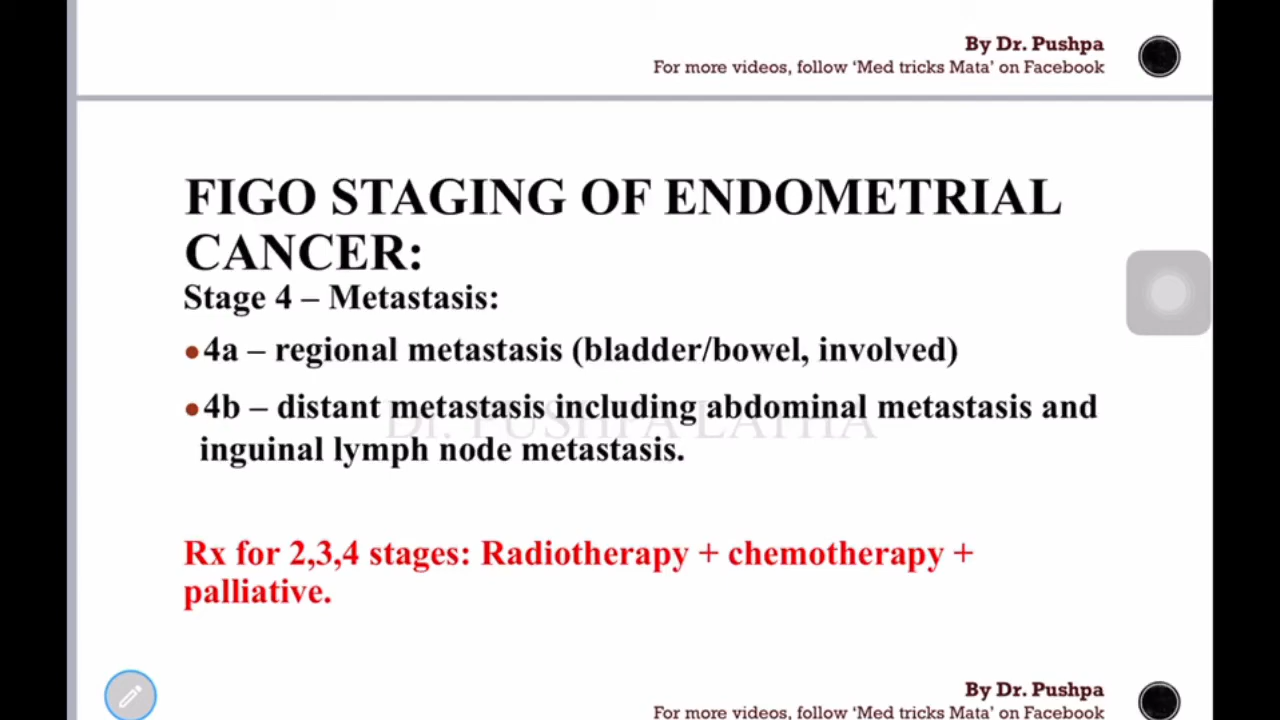 By Dr. Pushpa
For more videos, follow ‘Med tricks Mata’ on Facebook
FIGO STAGING OF ENDOMETRIAL
CANCER:
Stage 4 – Metastasis:
•4a – regional metastasis (bladder/bowel, involved)
•4b – distant metastasis including abdominal metastasis and
inguinal lymph node metastasis.
Dr. PUSHPA LATHA
Rx for 2,3,4 stages: Radiotherapy + chemotherapy +
palliative.
By Dr. Pushpa
For more videos, follow ‘Med tricks Mata’ on Facebook